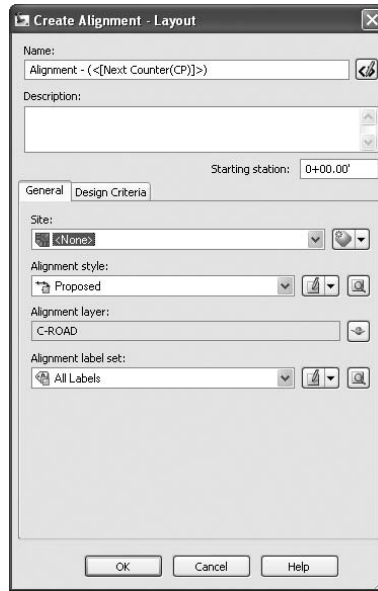 Create Alignment - Layout
Name:
Alignment - (<[Next Counter(CP)]>)
Description:
Starting station: 0+00.00'
General Design Criteria
Site:
<None>
Alignment style:
Proposed
Alignment layer:
C-ROAD
Alignment label set:
All Labels
OK Cancel Help